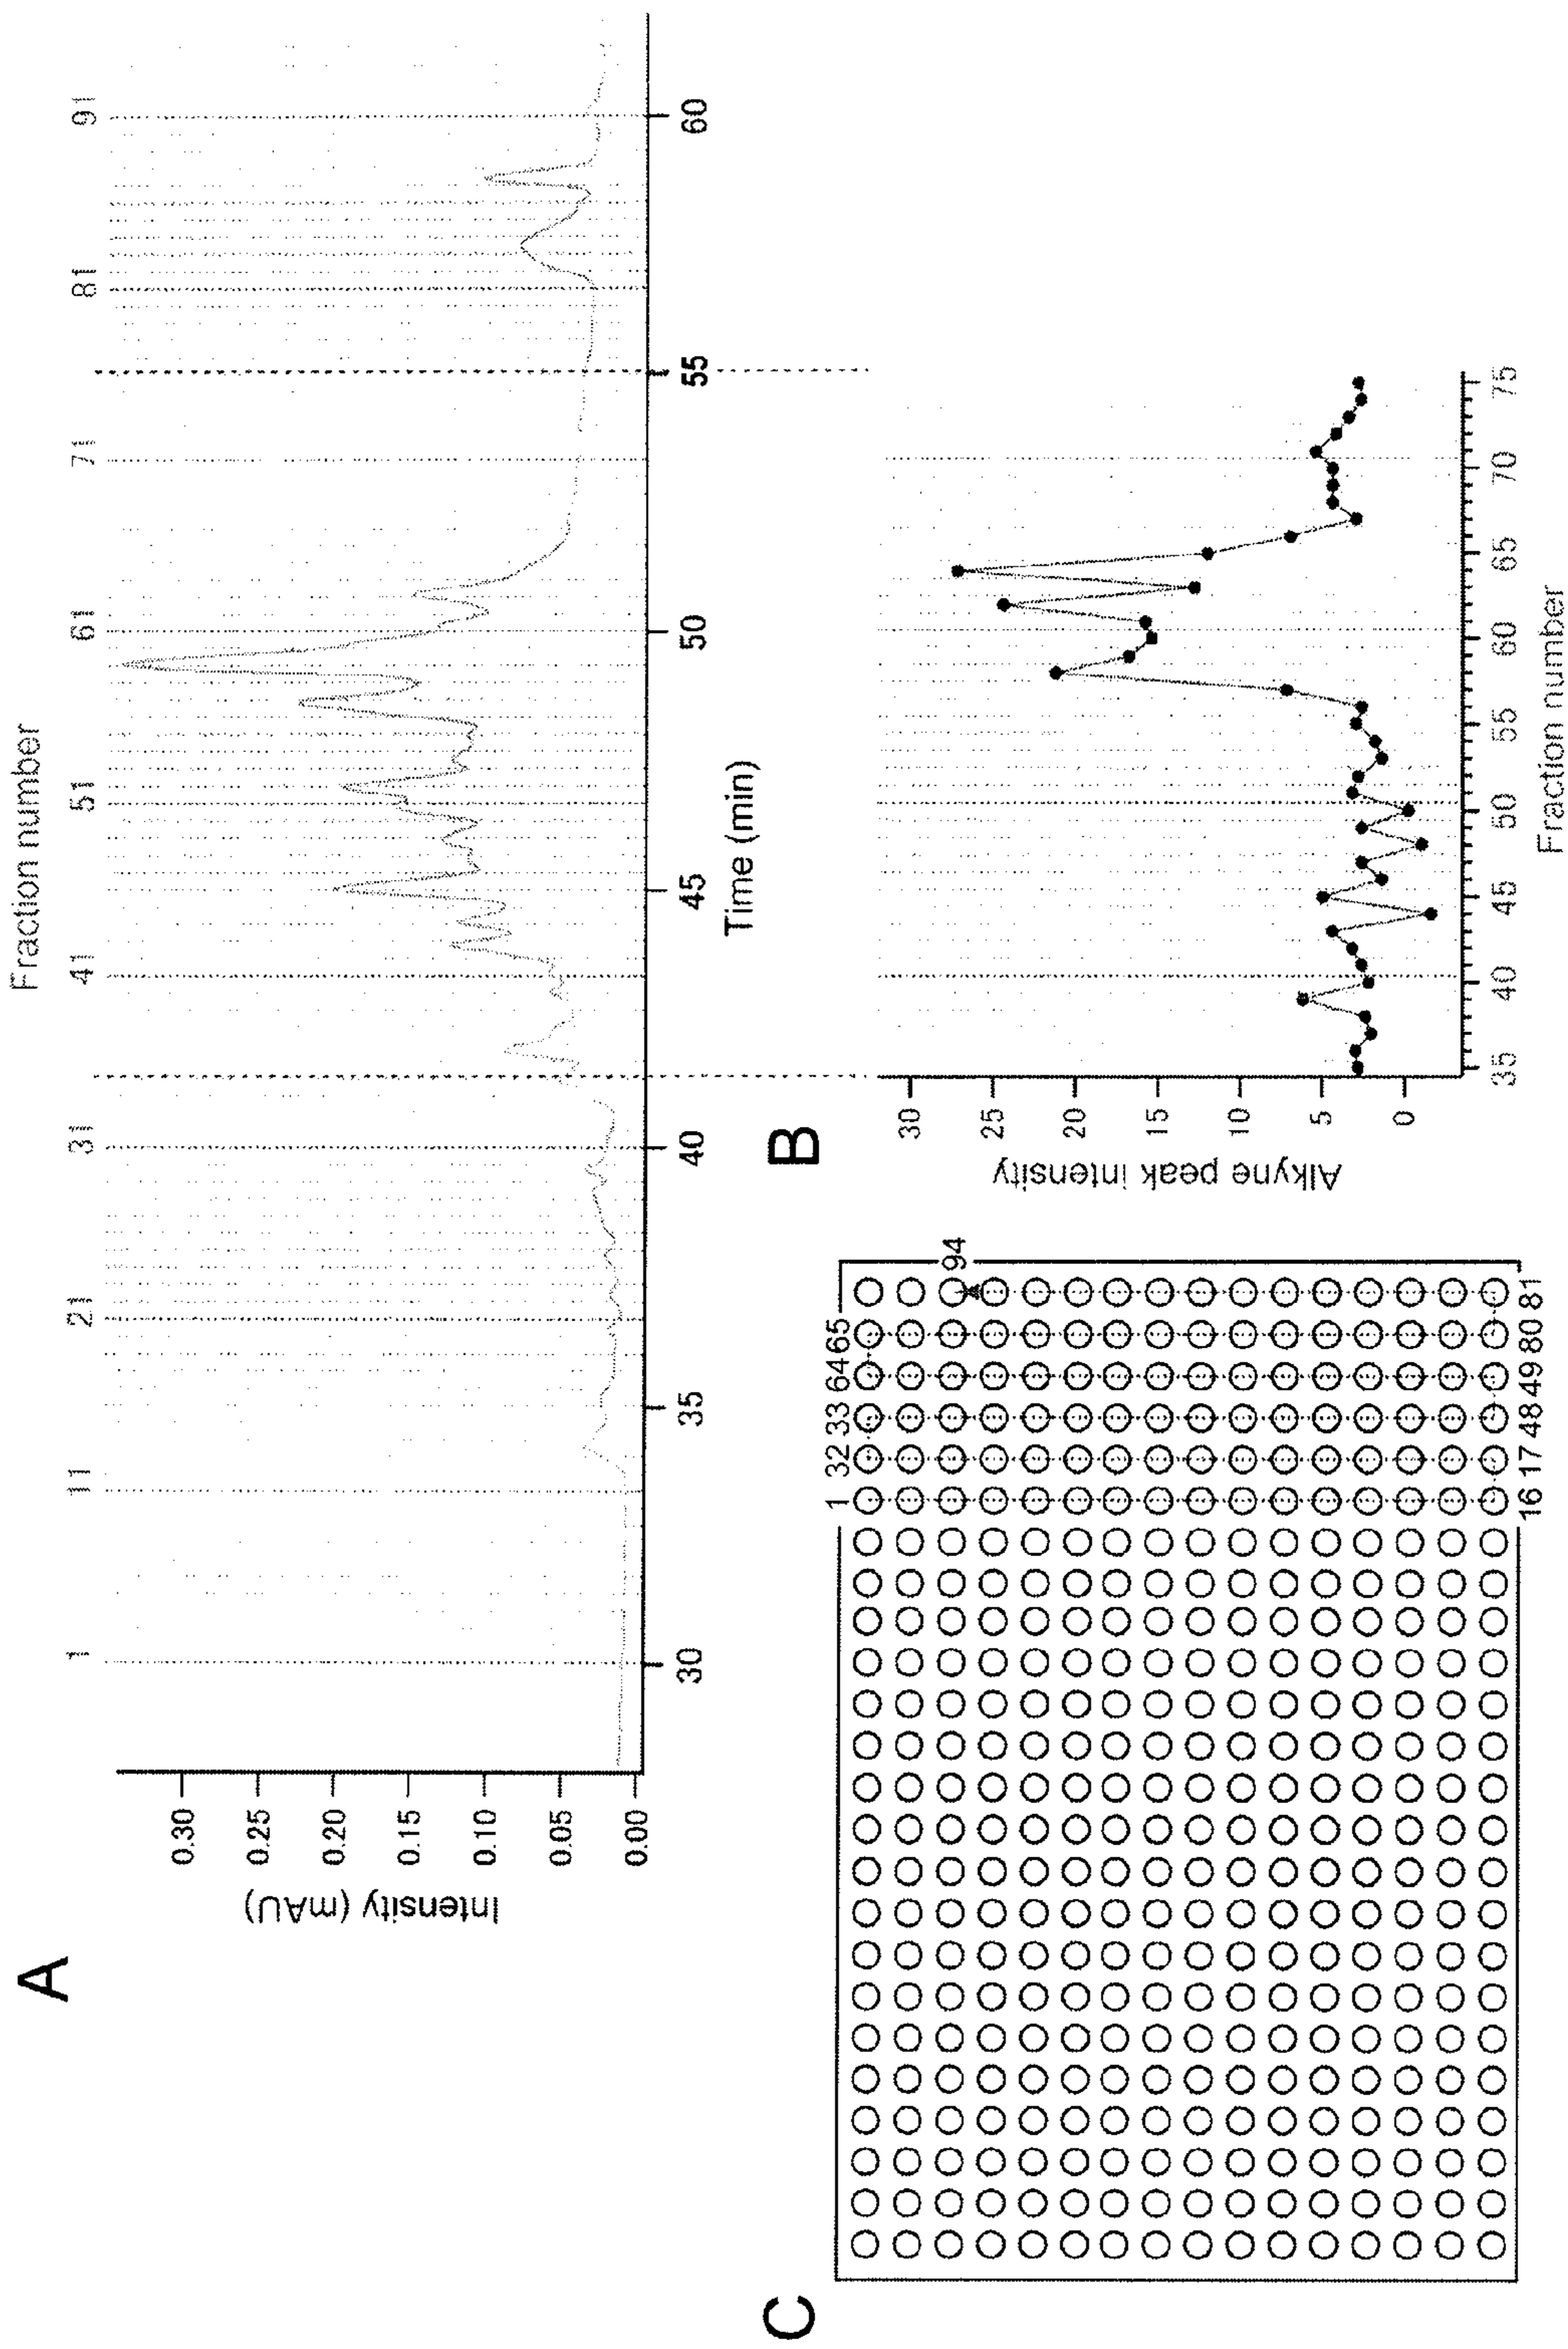 A
Fraction number
1 11 21 31 41 51 61 71 81 91
Intensity (mAU)
0.30
0.25
0.20
0.15
0.10
0.05
0.00
30 35 40 45 50 55 60
Time (min)
B
Alkyne peak intensity
30
25
20
15
10
5
0
35 40 45 50 55 60 65 70 75
Fraction number
C
1 32 33 64 65
94
16 17 48 49 80 81